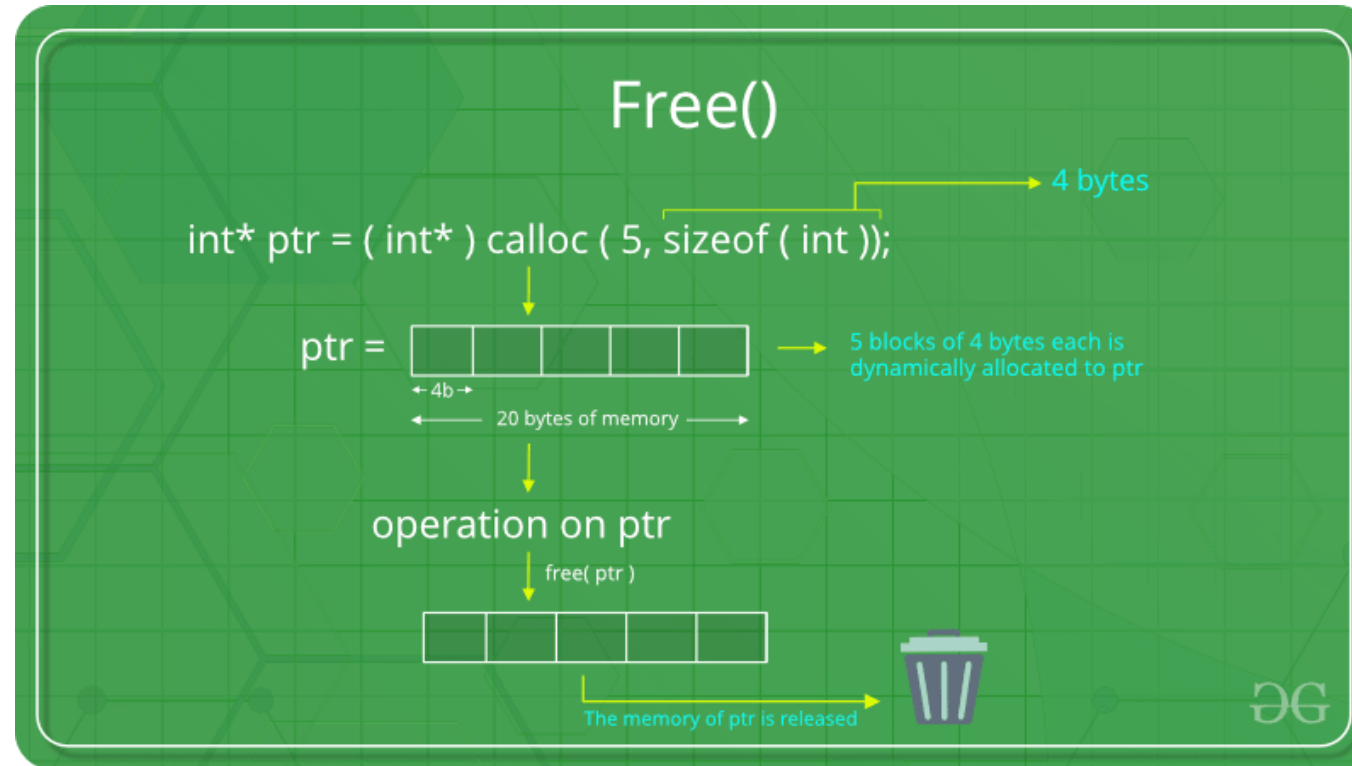 Free()
4 bytes
int* ptr = ( int* ) calloc ( 5, sizeof ( int ));
ptr =
5 blocks of 4 bytes each is
dynamically allocated to ptr
4b
20 bytes of memory
operation on ptr
free( ptr )
The memory of ptr is released